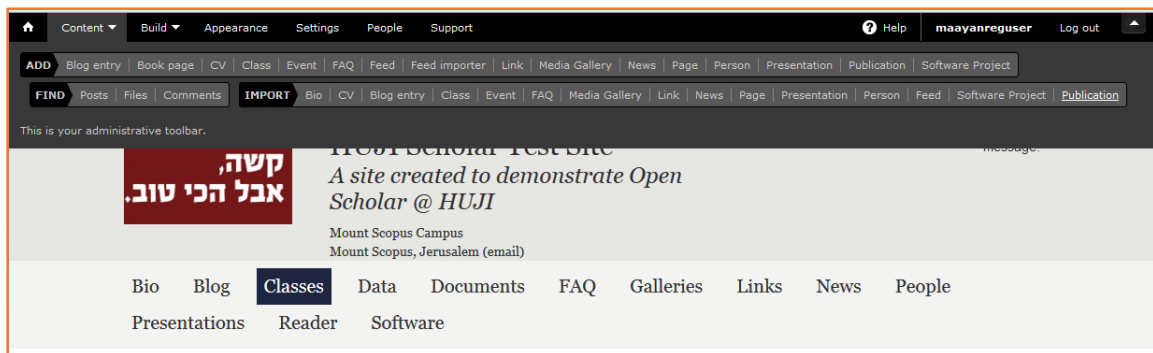 Content Build Appearance Settings People Support Help maayanreguser Log out
ADD Blog entry | Book page | CV | Class | Event | FAQ | Feed | Feed importer | Link | Media Gallery | News | Page | Person | Presentation | Publication | Software Project
FIND Posts | Files | Comments IMPORT Bio | CV | Blog entry | Class | Event | FAQ | Media Gallery | Link | News | Page | Presentation | Person | Feed | Software Project | Publication
This is your administrative toolbar.
HUJI Scholar Test Site
message.
קשה,
אבל הכי טוב.
A site created to demonstrate Open
Scholar @ HUJI
Mount Scopus Campus
Mount Scopus, Jerusalem (email)
Bio Blog Classes Data Documents FAQ Galleries Links News People
Presentations Reader Software